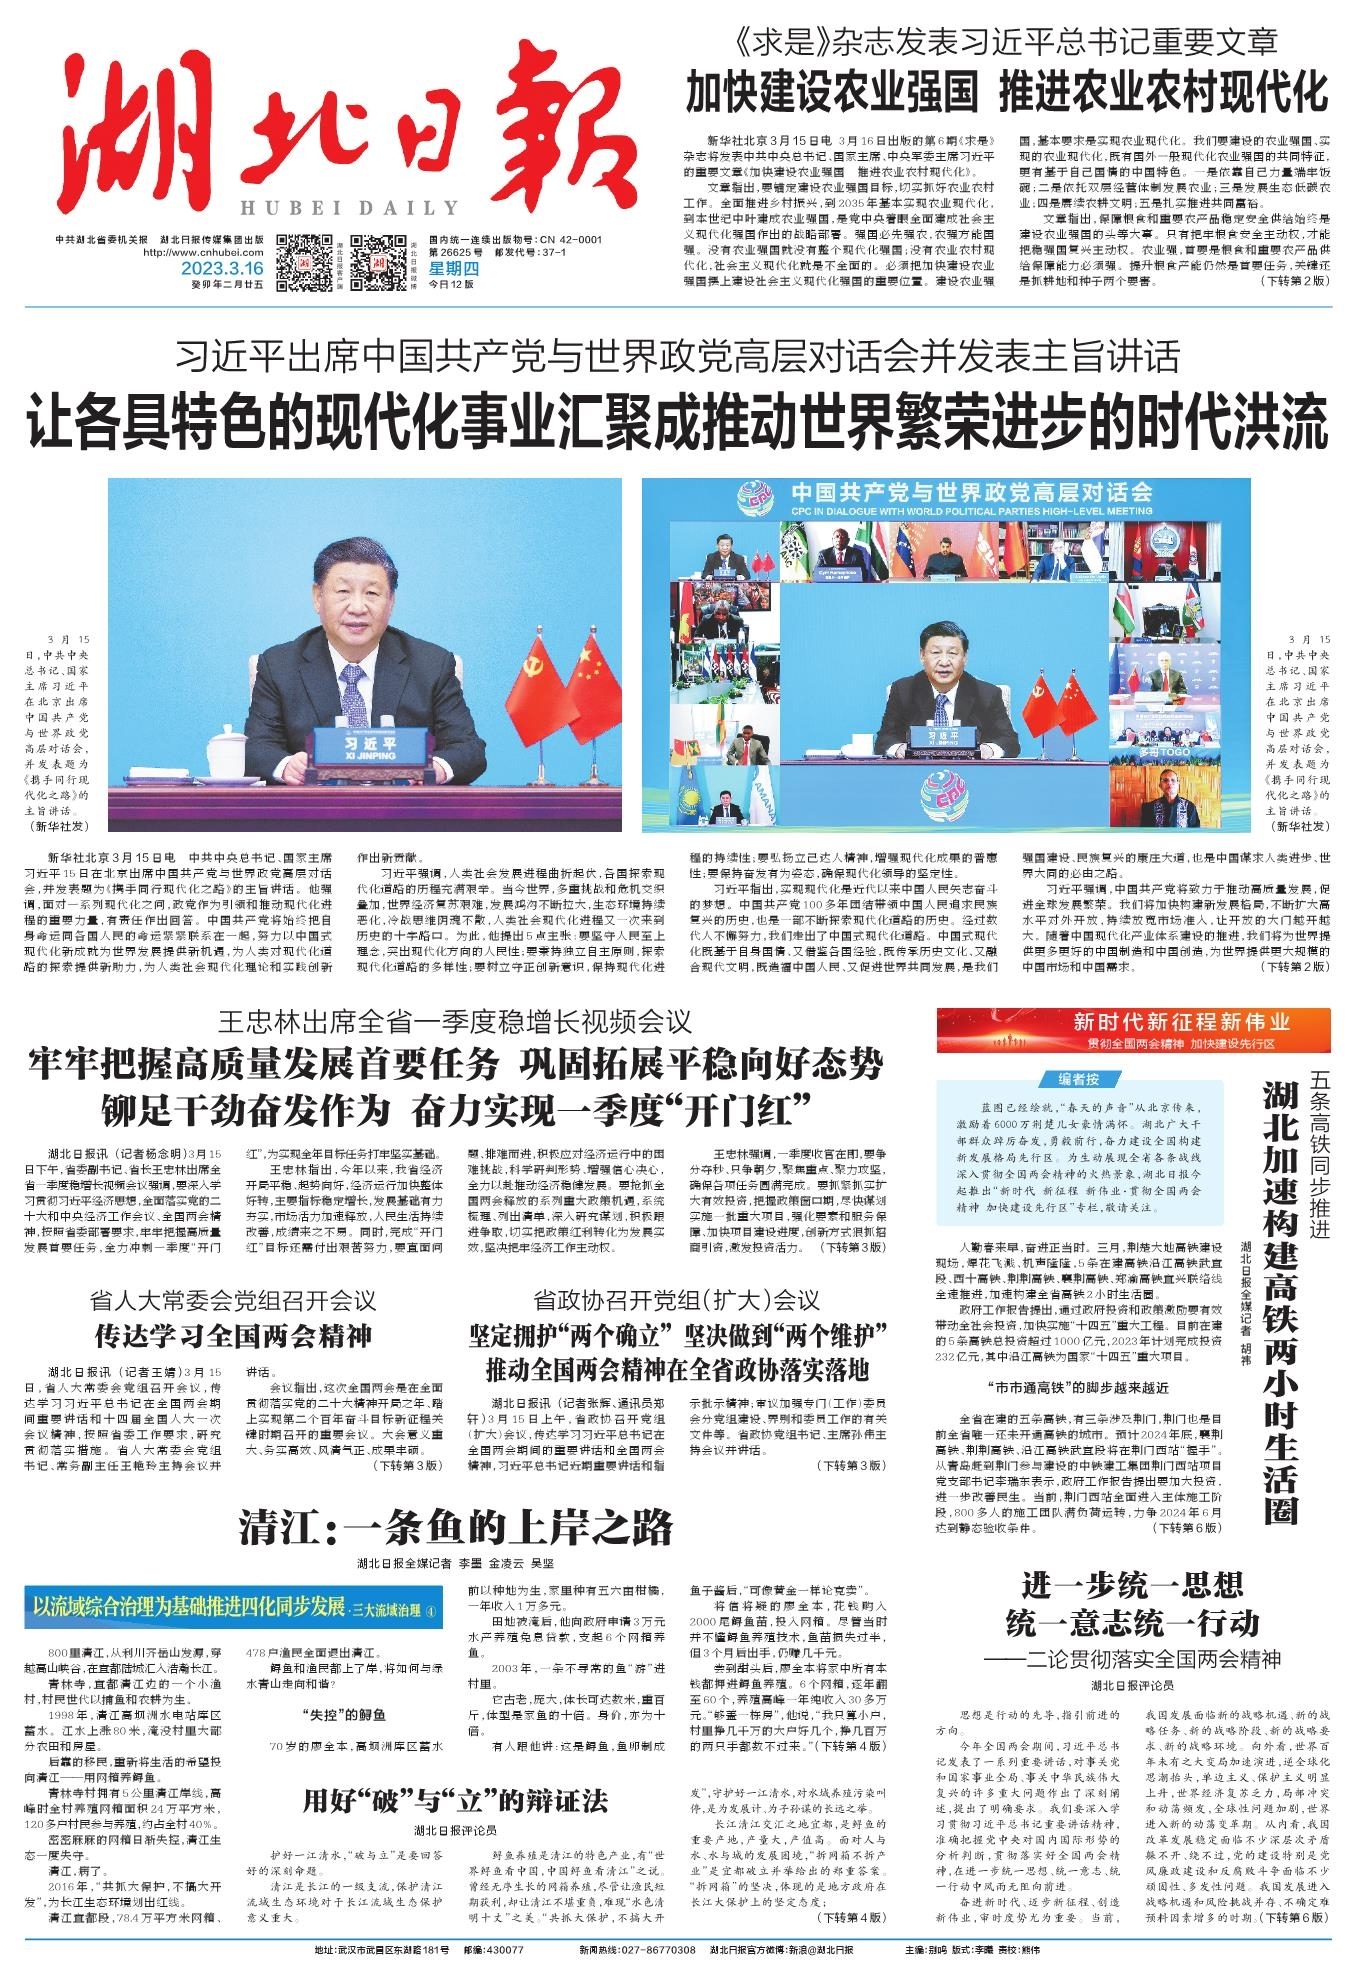 湖北日報
HUBEI DAILY
中共湖北省委机关报 湖北日报传媒集团出版
http://www.cnhubei.com
2023.3.16
癸卯年二月廿五
湖北日报客户端
湖北日报微博
国内统一连续出版物号：CN 42-0001
第26625号 邮发代号：37-1
星期四
今日12版
《求是》杂志发表习近平总书记重要文章
加快建设农业强国 推进农业农村现代化
新华社北京3月15日电 3月16日出版的第6期《求是》
杂志将发表中共中央总书记、国家主席、中央军委主席习近平
的重要文章《加快建设农业强国 推进农业农村现代化》。
文章指出，要锚定建设农业强国目标，切实抓好农业农村
工作。全面推进乡村振兴，到2035年基本实现农业现代化，
到本世纪中叶建成农业强国，是党中央着眼全面建成社会主
义现代化强国作出的战略部署。强国必先强农，农强方能国
强。没有农业强国就没有整个现代化强国；没有农业农村现
代化，社会主义现代化就是不全面的。必须把加快建设农业
强国摆上建设社会主义现代化强国的重要位置。建设农业强
国，基本要求是实现农业现代化。我们要建设的农业强国、实
现的农业现代化，既有国外一般现代化农业强国的共同特征，
更有基于自己国情的中国特色。一是依靠自己力量端牢饭
碗；二是依托双层经营体制发展农业；三是发展生态低碳农
业；四是赓续农耕文明；五是扎实推进共同富裕。
文章指出，保障粮食和重要农产品稳定安全供给始终是
建设农业强国的头等大事。只有把牢粮食安全主动权，才能
把稳强国复兴主动权。农业强，首要是粮食和重要农产品供
给保障能力必须强。提升粮食产能仍然是首要任务，关键还
是抓耕地和种子两个要害。 （下转第2版）
习近平出席中国共产党与世界政党高层对话会并发表主旨讲话
让各具特色的现代化事业汇聚成推动世界繁荣进步的时代洪流
3月15
日，中共中央
总书记、国家
主席习近平
在北京出席
中国共产党
与世界政党
高层对话会，
并发表题为
《携手同行现
代化之路》的
主旨讲话。
（新华社发）
习近平
XI JINPING
中国共产党与世界政党高层对话会
CPC IN DIALOGUE WITH WORLD POLITICAL PARTIES HIGH-LEVEL MEETING
习近平
XI JINPING
CPC
多哥 TOGO
AMANAT
3月15
日，中共中央
总书记、国家
主席习近平
在北京出席
中国共产党
与世界政党
高层对话会，
并发表题为
《携手同行现
代化之路》的
主旨讲话。
（新华社发）
新华社北京3月15日电 中共中央总书记、国家主席
习近平15日在北京出席中国共产党与世界政党高层对话
会，并发表题为《携手同行现代化之路》的主旨讲话。他强
调，面对一系列现代化之问，政党作为引领和推动现代化进
程的重要力量，有责任作出回答。中国共产党将始终把自
身命运同各国人民的命运紧紧联系在一起，努力以中国式
现代化新成就为世界发展提供新机遇，为人类对现代化道
路的探索提供新助力，为人类社会现代化理论和实践创新
作出新贡献。
习近平强调，人类社会发展进程曲折起伏，各国探索现
代化道路的历程充满艰辛。当今世界，多重挑战和危机交织
叠加，世界经济复苏艰难，发展鸿沟不断拉大，生态环境持续
恶化，冷战思维阴魂不散，人类社会现代化进程又一次来到
历史的十字路口。为此，他提出5点主张：要坚守人民至上
理念，突出现代化方向的人民性；要秉持独立自主原则，探索
现代化道路的多样性；要树立守正创新意识，保持现代化进
程的持续性；要弘扬立己达人精神，增强现代化成果的普惠
性；要保持奋发有为姿态，确保现代化领导的坚定性。
习近平指出，实现现代化是近代以来中国人民矢志奋斗
的梦想。中国共产党100多年团结带领中国人民追求民族
复兴的历史，也是一部不断探索现代化道路的历史。经过数
代人不懈努力，我们走出了中国式现代化道路。中国式现代
化既基于自身国情、又借鉴各国经验，既传承历史文化、又融
合现代文明，既造福中国人民、又促进世界共同发展，是我们
强国建设、民族复兴的康庄大道，也是中国谋求人类进步、世
界大同的必由之路。
习近平强调，中国共产党将致力于推动高质量发展，促
进全球发展繁荣。我们将加快构建新发展格局，不断扩大高
水平对外开放，持续放宽市场准入，让开放的大门越开越
大。随着中国现代化产业体系建设的推进，我们将为世界提
供更多更好的中国制造和中国创造，为世界提供更大规模的
中国市场和中国需求。 （下转第2版）
王忠林出席全省一季度稳增长视频会议
牢牢把握高质量发展首要任务 巩固拓展平稳向好态势
铆足干劲奋发作为 奋力实现一季度“开门红”
湖北日报讯（记者杨念明）3月15
日下午，省委副书记、省长王忠林出席全
省一季度稳增长视频会议强调，要深入学
习贯彻习近平经济思想，全面落实党的二
十大和中央经济工作会议、全国两会精
神，按照省委部署要求，牢牢把握高质量
发展首要任务，全力冲刺一季度“开门
红”，为实现全年目标任务打牢坚实基础。
王忠林指出，今年以来，我省经济
开局平稳、起势向好，经济运行加快整体
好转，主要指标稳定增长，发展基础有力
夯实，市场活力加速释放，人民生活持续
改善，成绩来之不易。同时，完成“开门
红”目标还需付出艰苦努力，要直面问
题、排难而进，积极应对经济运行中的困
难挑战，科学研判形势，增强信心决心，
全力以赴推动经济稳健发展。要抢抓全
国两会释放的系列重大政策机遇，系统
梳理、列出清单，深入研究谋划，积极跟
进争取，切实把政策红利转化为发展实
效，坚决把牢经济工作主动权。
王忠林强调，一季度收官在即，要争
分夺秒、只争朝夕，聚焦重点、聚力攻坚，
确保各项任务圆满完成。要抓紧抓实扩
大有效投资，把握政策窗口期，尽快谋划
实施一批重大项目，强化要素和服务保
障、加快项目建设进度，创新方式狠抓招
商引资，激发投资活力。（下转第3版）
省人大常委会党组召开会议
传达学习全国两会精神
湖北日报讯（记者王婧）3月15
日，省人大常委会党组召开会议，传
达学习习近平总书记在全国两会期
间重要讲话和十四届全国人大一次
会议精神，按照省委工作要求，研究
贯彻落实措施。省人大常委会党组
书记、常务副主任王艳玲主持会议并
讲话。
会议指出，这次全国两会是在全面
贯彻落实党的二十大精神开局之年、踏
上实现第二个百年奋斗目标新征程关
键时期召开的重要会议。大会意义重
大、务实高效、风清气正、成果丰硕。
（下转第3版）
省政协召开党组（扩大）会议
坚定拥护“两个确立” 坚决做到“两个维护”
推动全国两会精神在全省政协落实落地
湖北日报讯（记者张辉、通讯员郑
轩）3月15日上午，省政协召开党组
（扩大）会议，传达学习习近平总书记在
全国两会期间的重要讲话和全国两会
精神，习近平总书记近期重要讲话和指
示批示精神；审议加强专门（工作）委员
会分党组建设、界别和委员工作的有关
文件等。省政协党组书记、主席孙伟主
持会议并讲话。
（下转第3版）
新时代新征程新伟业
贯彻全国两会精神 加快建设先行区
编者按
蓝图已经绘就，“春天的声音”从北京传来，
激励着6000万荆楚儿女豪情满怀。湖北广大干
部群众踔厉奋发，勇毅前行，奋力建设全国构建
新发展格局先行区。为生动展现全省各条战线
深入贯彻全国两会精神的火热景象，湖北日报今
起推出“新时代 新征程 新伟业·贯彻全国两会
精神 加快建设先行区”专栏，敬请关注。
五条高铁同步推进
湖北加速构建高铁两小时生活圈
湖北日报全媒记者 胡祎
人勤春来早，奋进正当时。三月，荆楚大地高铁建设
现场，焊花飞溅、机声隆隆，5条在建高铁沿江高铁武宜
段、西十高铁、荆荆高铁、襄荆高铁、郑渝高铁宜兴联络线
全速推进，加速构建全省高铁2小时生活圈。
政府工作报告提出，通过政府投资和政策激励要有效
带动全社会投资，加快实施“十四五”重大工程。目前在建
的5条高铁总投资超过1000亿元，2023年计划完成投资
232亿元，其中沿江高铁为国家“十四五”重大项目。
“市市通高铁”的脚步越来越近
全省在建的五条高铁，有三条涉及荆门，荆门也是目
前全省唯一还未开通高铁的城市。预计2024年底，襄荆
高铁、荆荆高铁、沿江高铁武宜段将在荆门西站“握手”。
从青岛赶到荆门参与建设的中铁建工集团荆门西站项目
党支部书记李瑞东表示，政府工作报告提出要加大投资，
进一步改善民生。当前，荆门西站全面进入主体施工阶
段，800多人的施工团队满负荷运转，力争2024年6月
达到静态验收条件。 （下转第6版）
清江：一条鱼的上岸之路
湖北日报全媒记者 李墨 金凌云 吴坚
以流域综合治理为基础推进四化同步发展·三大流域治理 ④
800里清江，从利川齐岳山发源，穿
越高山峡谷，在宜都陆城汇入浩瀚长江。
青林寺，宜都清江边的一个小渔
村，村民世代以捕鱼和农耕为生。
1998年，清江高坝洲水电站库区
蓄水。江水上涨80米，淹没村里大部
分农田和房屋。
后靠的移民，重新将生活的希望投
向清江——用网箱养鲟鱼。
青林寺村拥有5公里清江岸线，高
峰时全村养殖网箱面积24万平方米，
120多户村民参与养殖，约占全村40%。
密密麻麻的网箱日渐失控，清江生
态一度失守。
清江，病了。
2016年，“共抓大保护，不搞大开
发”，为长江生态环境划出红线。
清江宜都段，78.4万平方米网箱、
478户渔民全面退出清江。
鲟鱼和渔民都上了岸，将如何与绿
水青山走向和谐？
“失控”的鲟鱼
70岁的廖全本，高坝洲库区蓄水
前以种地为生，家里种有五六亩柑橘，
一年收入1万多元。
田地被淹后，他向政府申请3万元
水产养殖免息贷款，支起6个网箱养
鱼。
2003年，一条不寻常的鱼“游”进
村里。
它古老，庞大，体长可达数米，重百
斤，体型是家鱼的十倍。身价，亦为十
倍。
有人跟他讲：这是鲟鱼，鱼卵制成
鱼子酱后，“可像黄金一样论克卖”。
将信将疑的廖全本，花钱购入
2000尾鲟鱼苗，投入网箱。尽管当时
并不懂鲟鱼养殖技术，鱼苗损失过半，
但3个月后出手，仍赚了几千元。
尝到甜头后，廖全本将家中所有本
钱都押进鲟鱼养殖。6个网箱，逐年翻
至60个，养殖高峰一年纯收入30多万
元。“够盖一栋房”，他说，“我只算小户，
村里挣几千万的大户好几个，挣几百万
的两只手都数不过来。”（下转第4版）
用好“破”与“立”的辩证法
湖北日报评论员
护好一江清水，“破与立”是要回答
好的深刻命题。
清江是长江的一级支流，保护清江
流域生态环境对于长江流域生态保护
意义重大。
鲟鱼养殖是清江的特色产业，有“世
界鲟鱼看中国，中国鲟鱼看清江”之说。
曾经无序生长的网箱养殖，尽管让渔民短
期获利，却让清江不堪重负，难现“水色清
明十丈”之美。“共抓大保护，不搞大开
发”，守护好一江清水，对水域养殖污染叫
停，是为发展计、为子孙谋的长远之举。
长江清江交汇之地宜都，是鲟鱼的
重要产地，产量大，产值高。面对人与
水、水与城的发展困境，“拆网箱不拆产
业”是宜都破立并举给出的郑重答案。
“拆网箱”的坚决，体现的是地方政府在
长江大保护上的坚定态度；
（下转第4版）
进一步统一思想
统一意志统一行动
——二论贯彻落实全国两会精神
湖北日报评论员
思想是行动的先导，指引前进的
方向。
今年全国两会期间，习近平总书
记发表了一系列重要讲话，对事关党
和国家事业全局、事关中华民族伟大
复兴的许多重大问题作出了深刻阐
述，提出了明确要求。我们要深入学
习贯彻习近平总书记重要讲话精神，
准确把握党中央对国内国际形势的
分析判断，贯彻落实好全国两会精
神，在进一步统一思想、统一意志、统
一行动中风雨无阻向前进。
奋进新时代、迈步新征程、创造
新伟业，审时度势尤为重要。当前，
我国发展面临新的战略机遇、新的战
略任务、新的战略阶段、新的战略要
求、新的战略环境。向外看，世界百
年未有之大变局加速演进，逆全球化
思潮抬头，单边主义、保护主义明显
上升，世界经济复苏乏力，局部冲突
和动荡频发，全球性问题加剧，世界
进入新的动荡变革期。从内看，我国
改革发展稳定面临不少深层次矛盾
躲不开、绕不过，党的建设特别是党
风廉政建设和反腐败斗争面临不少
顽固性、多发性问题。我国发展进入
战略机遇和风险挑战并存、不确定难
预料因素增多的时期。（下转第6版）
地址：武汉市武昌区东湖路181号 邮编：430077 新闻热线：027-86770308 湖北日报官方微博：新浪@湖北日报 主编：别鸣 版式：李曦 责校：熊伟